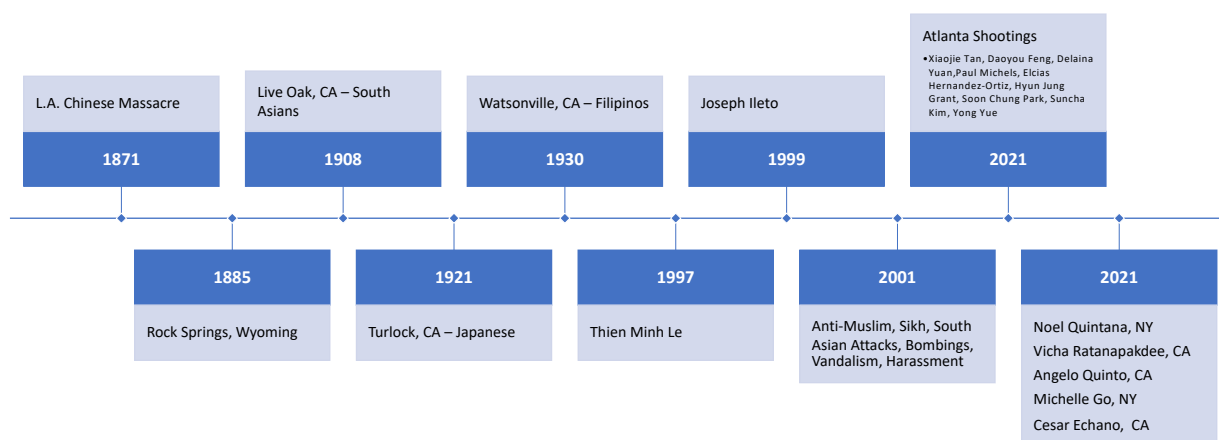 L.A. Chinese Massacre
1871
Rock Springs, Wyoming
1885
Live Oak, CA – South
Asians
1908
Turlock, CA – Japanese
1921
Watsonville, CA – Filipinos
1930
Thien Minh Le
1997
Joseph Ileto
1999
Anti-Muslim, Sikh, South
Asian Attacks, Bombings,
Vandalism, Harassment
2001
Atlanta Shootings
•Xiaojie Tan, Daoyou Feng, Delaina
Yuan,Paul Michels, Elcias
Hernandez-Ortiz, Hyun Jung
Grant, Soon Chung Park, Suncha
Kim, Yong Yue
2021
2021
Noel Quintana, NY
Vicha Ratanapakdee, CA
Angelo Quinto, CA
Michelle Go, NY
Cesar Echano,  CA